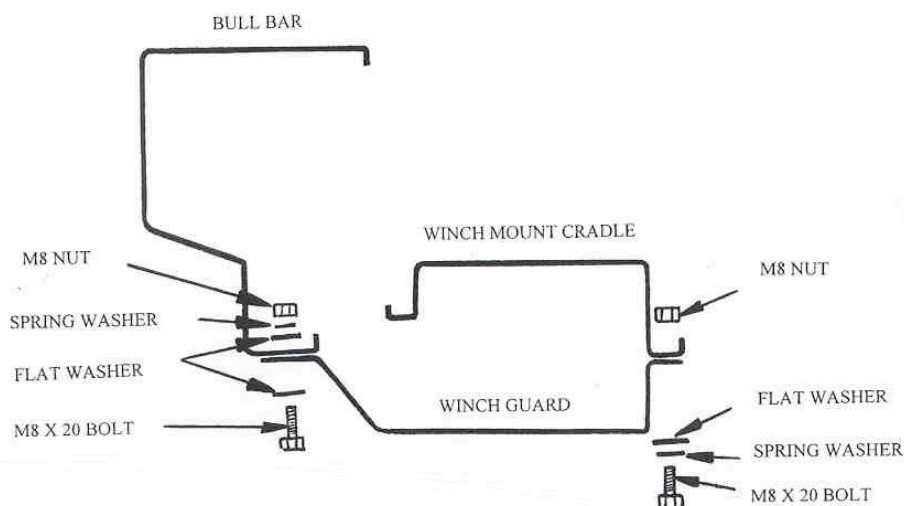 BULL BAR
WINCH MOUNT CRADLE
M8 NUT
M8 NUT
SPRING WASHER
FLAT WASHER
WINCH GUARD
FLAT WASHER
M8 X 20 BOLT
SPRING WASHER
M8 X 20 BOLT